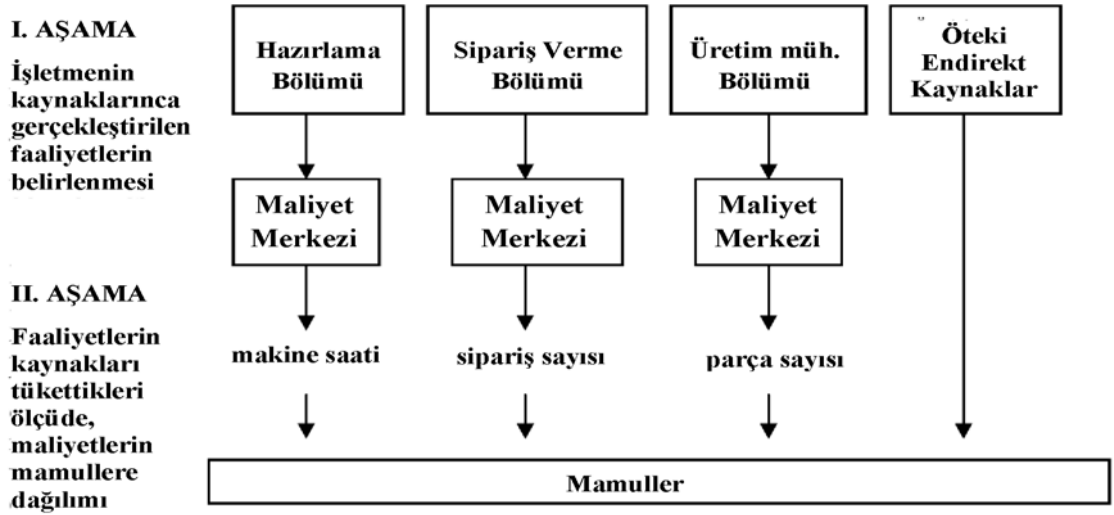 I. AŞAMA
İşletmenin
kaynaklarınca
gerçekleştirilen
faaliyetlerin
belirlenmesi
Hazırlama
Bölümü
Sipariş Verme
Bölümü
Üretim müh.
Bölümü
Öteki
Endirekt
Kaynaklar
Maliyet
Merkezi
Maliyet
Merkezi
Maliyet
Merkezi
II. AŞAMA
Faaliyetlerin
kaynakları
tükettikleri
ölçüde,
maliyetlerin
mamullere
dağılımı
makine saati
sipariş sayısı
parça sayısı
Mamuller